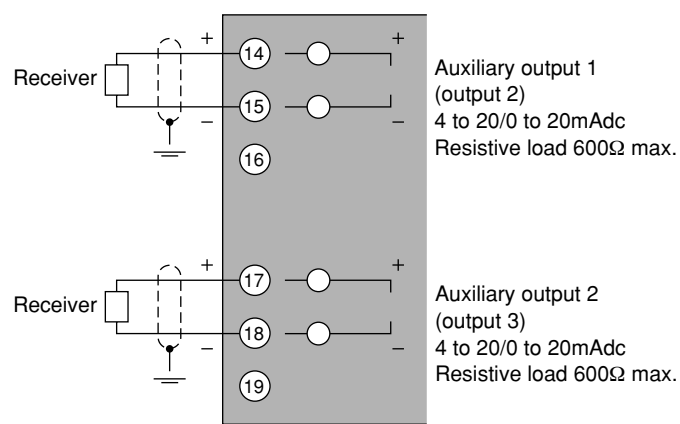 + 14 +
Receiver
15
− −
16
Auxiliary output 1
(output 2)
4 to 20/0 to 20mAdc
Resistive load 600Ω max.
+ 17 +
Receiver
18
− −
19
Auxiliary output 2
(output 3)
4 to 20/0 to 20mAdc
Resistive load 600Ω max.